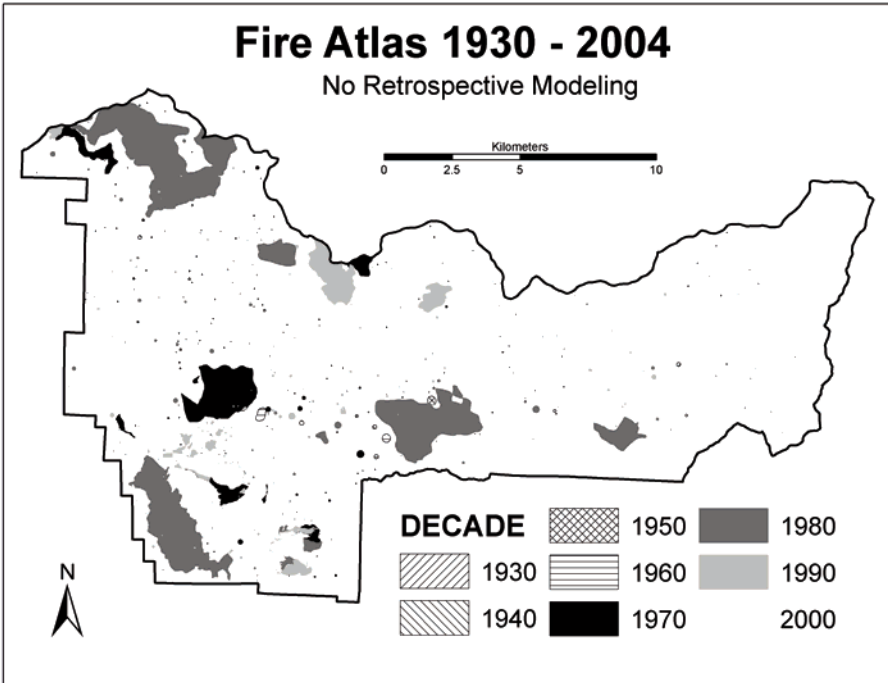 Fire Atlas 1930 - 2004
No Retrospective Modeling
Kilometers
0 2.5 5 10
DECADE
1930
1940
1950
1960
1970
1980
1990
2000
N